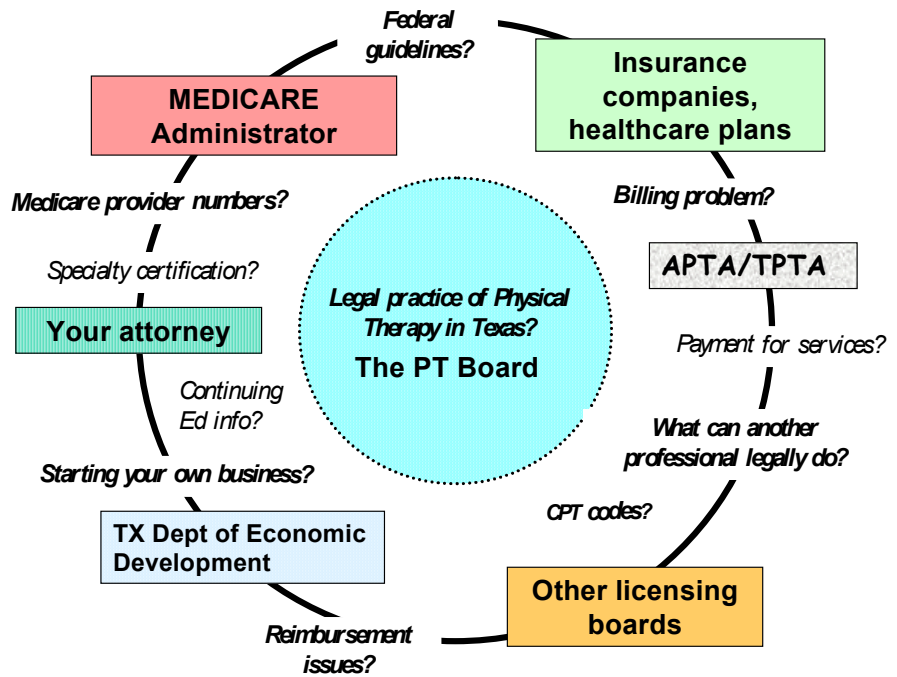 Federal
guidelines?
Insurance
companies,
healthcare plans
MEDICARE
Administrator
Medicare provider numbers?
Billing problem?
Specialty certification?
APTA/TPTA
Legal practice of Physical
Therapy in Texas?
The PT Board
Your attorney
Payment for services?
Continuing
Ed info?
What can another
professional legally do?
Starting your own business?
CPT codes?
TX Dept of Economic
Development
Other licensing
boards
Reimbursement
issues?